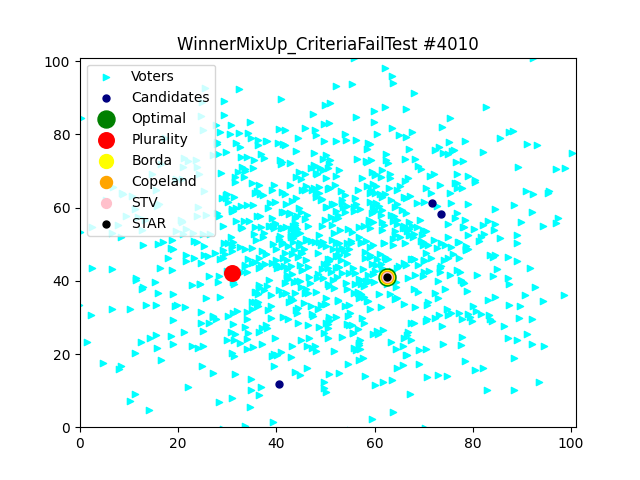 WinnerMixUp_CriteriaFailTest #4010
100
80
60
40
20
0
Voters
Candidates
Optimal
Plurality
Borda
Copeland
STV
STAR
0 20 40 60 80 100